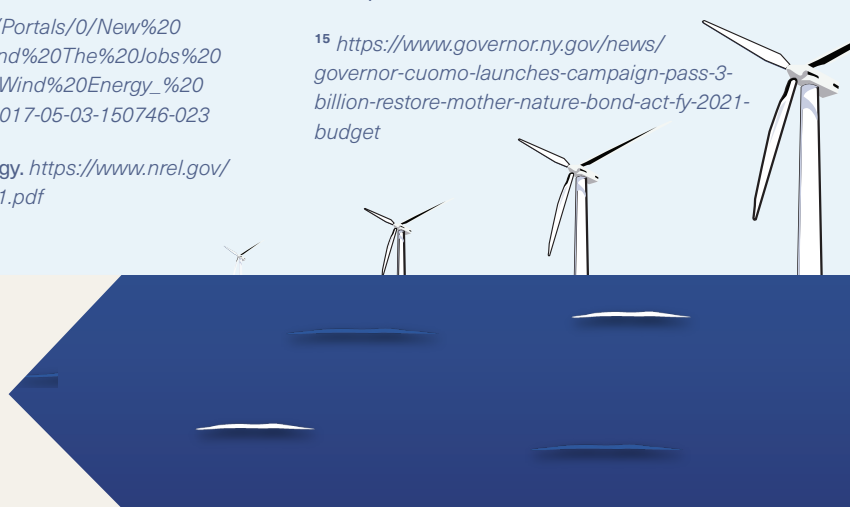 /Portals/0/New%20
nd%20The%20Jobs%20
Wind%20Energy_%20
017-05-03-150746-023
gy. https://www.nrel.gov/
1.pdf
15 https://www.governor.ny.gov/news/
governor-cuomo-launches-campaign-pass-3-
billion-restore-mother-nature-bond-act-fy-2021-
budget